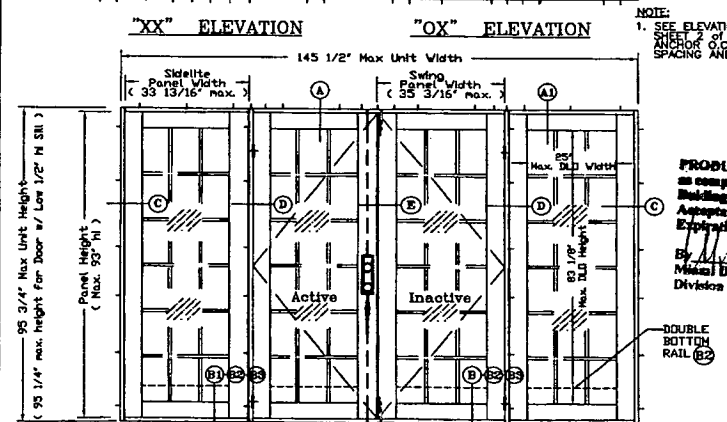 "XX" ELEVATION
"OX" ELEVATION
NOTE:
1. SEE ELEVATI
SHEET 2 of
ANCHOR O.C.
SPACING AN
145 1/2" Max Unit Width
Sidelite
Panel Width
( 33 13/16" max. )
Swing
Panel Width
( 35 3/16" max. )
A
A1
25"
Max. DLO Width
95 3/4" Max Unit Height
( 95 1/4" max. height for Door w/ Low 1/2" hi Sill )
Panel Height
( Max. 93" hi )
C
D
E
D
C
83 1/8"
Max. DLO Height
Active
Inactive
PRODU
as comp
Building
Accepta
Expirati
By
Miami D
Division
DOUBLE
BOTTOM
RAIL B2
B1 B2 B3
B B2 B3